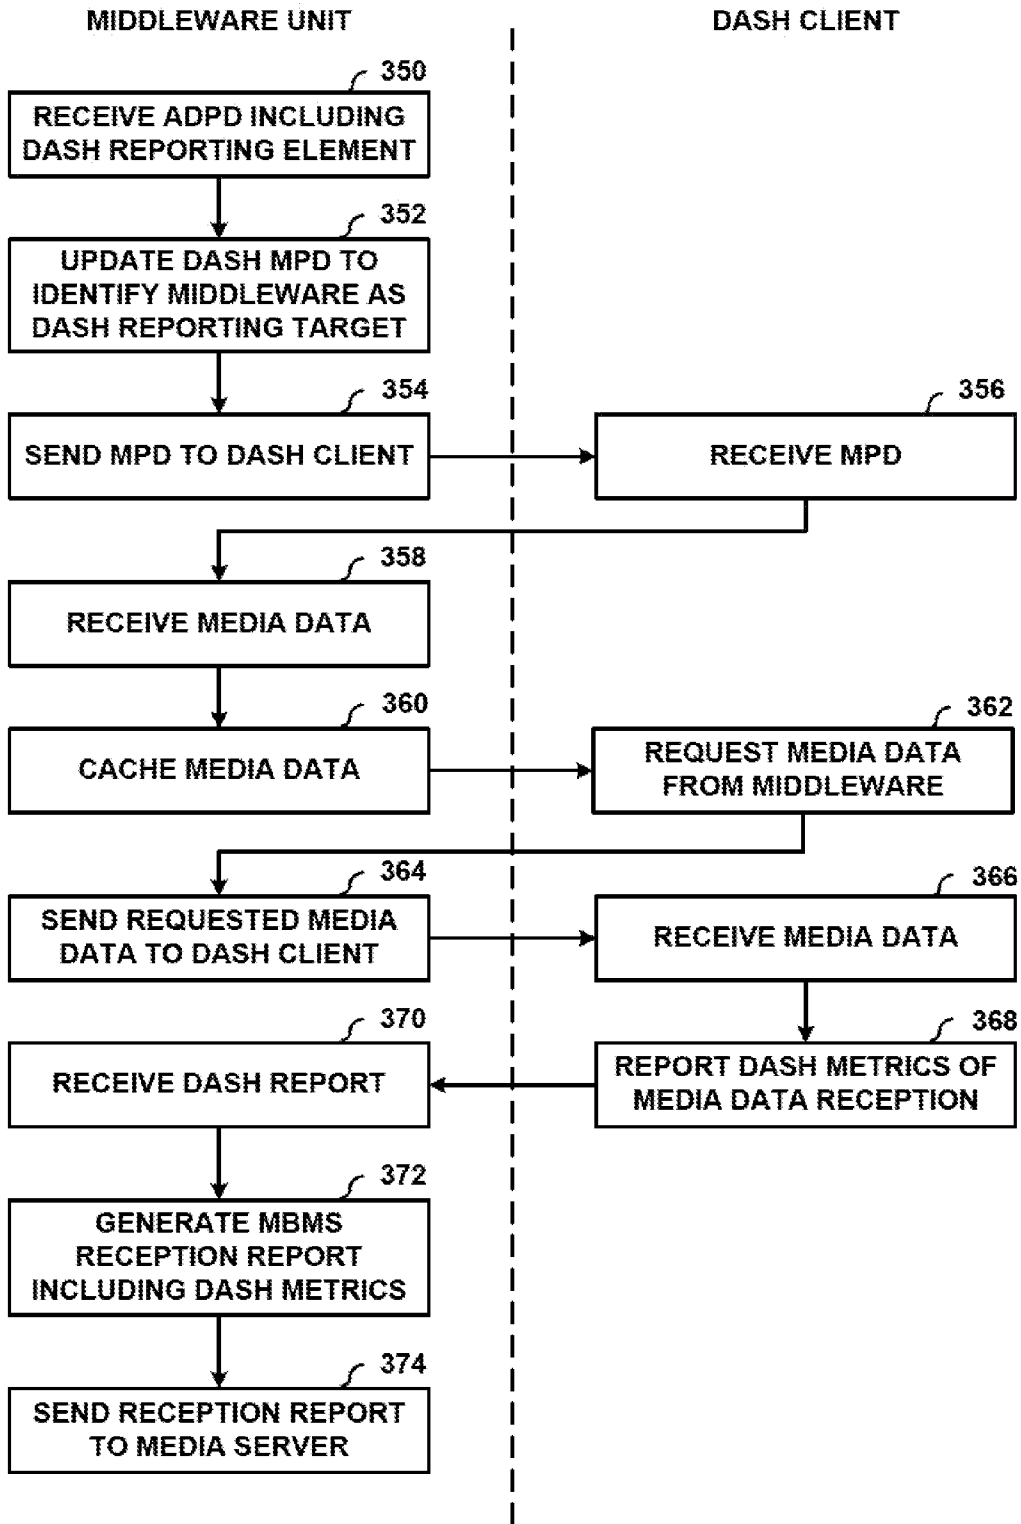 MIDDLEWARE UNIT
DASH CLIENT
350
RECEIVE ADPD INCLUDING
DASH REPORTING ELEMENT
352
UPDATE DASH MPD TO
IDENTIFY MIDDLEWARE AS
DASH REPORTING TARGET
354
SEND MPD TO DASH CLIENT
356
RECEIVE MPD
358
RECEIVE MEDIA DATA
360
CACHE MEDIA DATA
362
REQUEST MEDIA DATA
FROM MIDDLEWARE
364
SEND REQUESTED MEDIA
DATA TO DASH CLIENT
366
RECEIVE MEDIA DATA
368
REPORT DASH METRICS OF
MEDIA DATA RECEPTION
370
RECEIVE DASH REPORT
372
GENERATE MBMS
RECEPTION REPORT
INCLUDING DASH METRICS
374
SEND RECEPTION REPORT
TO MEDIA SERVER